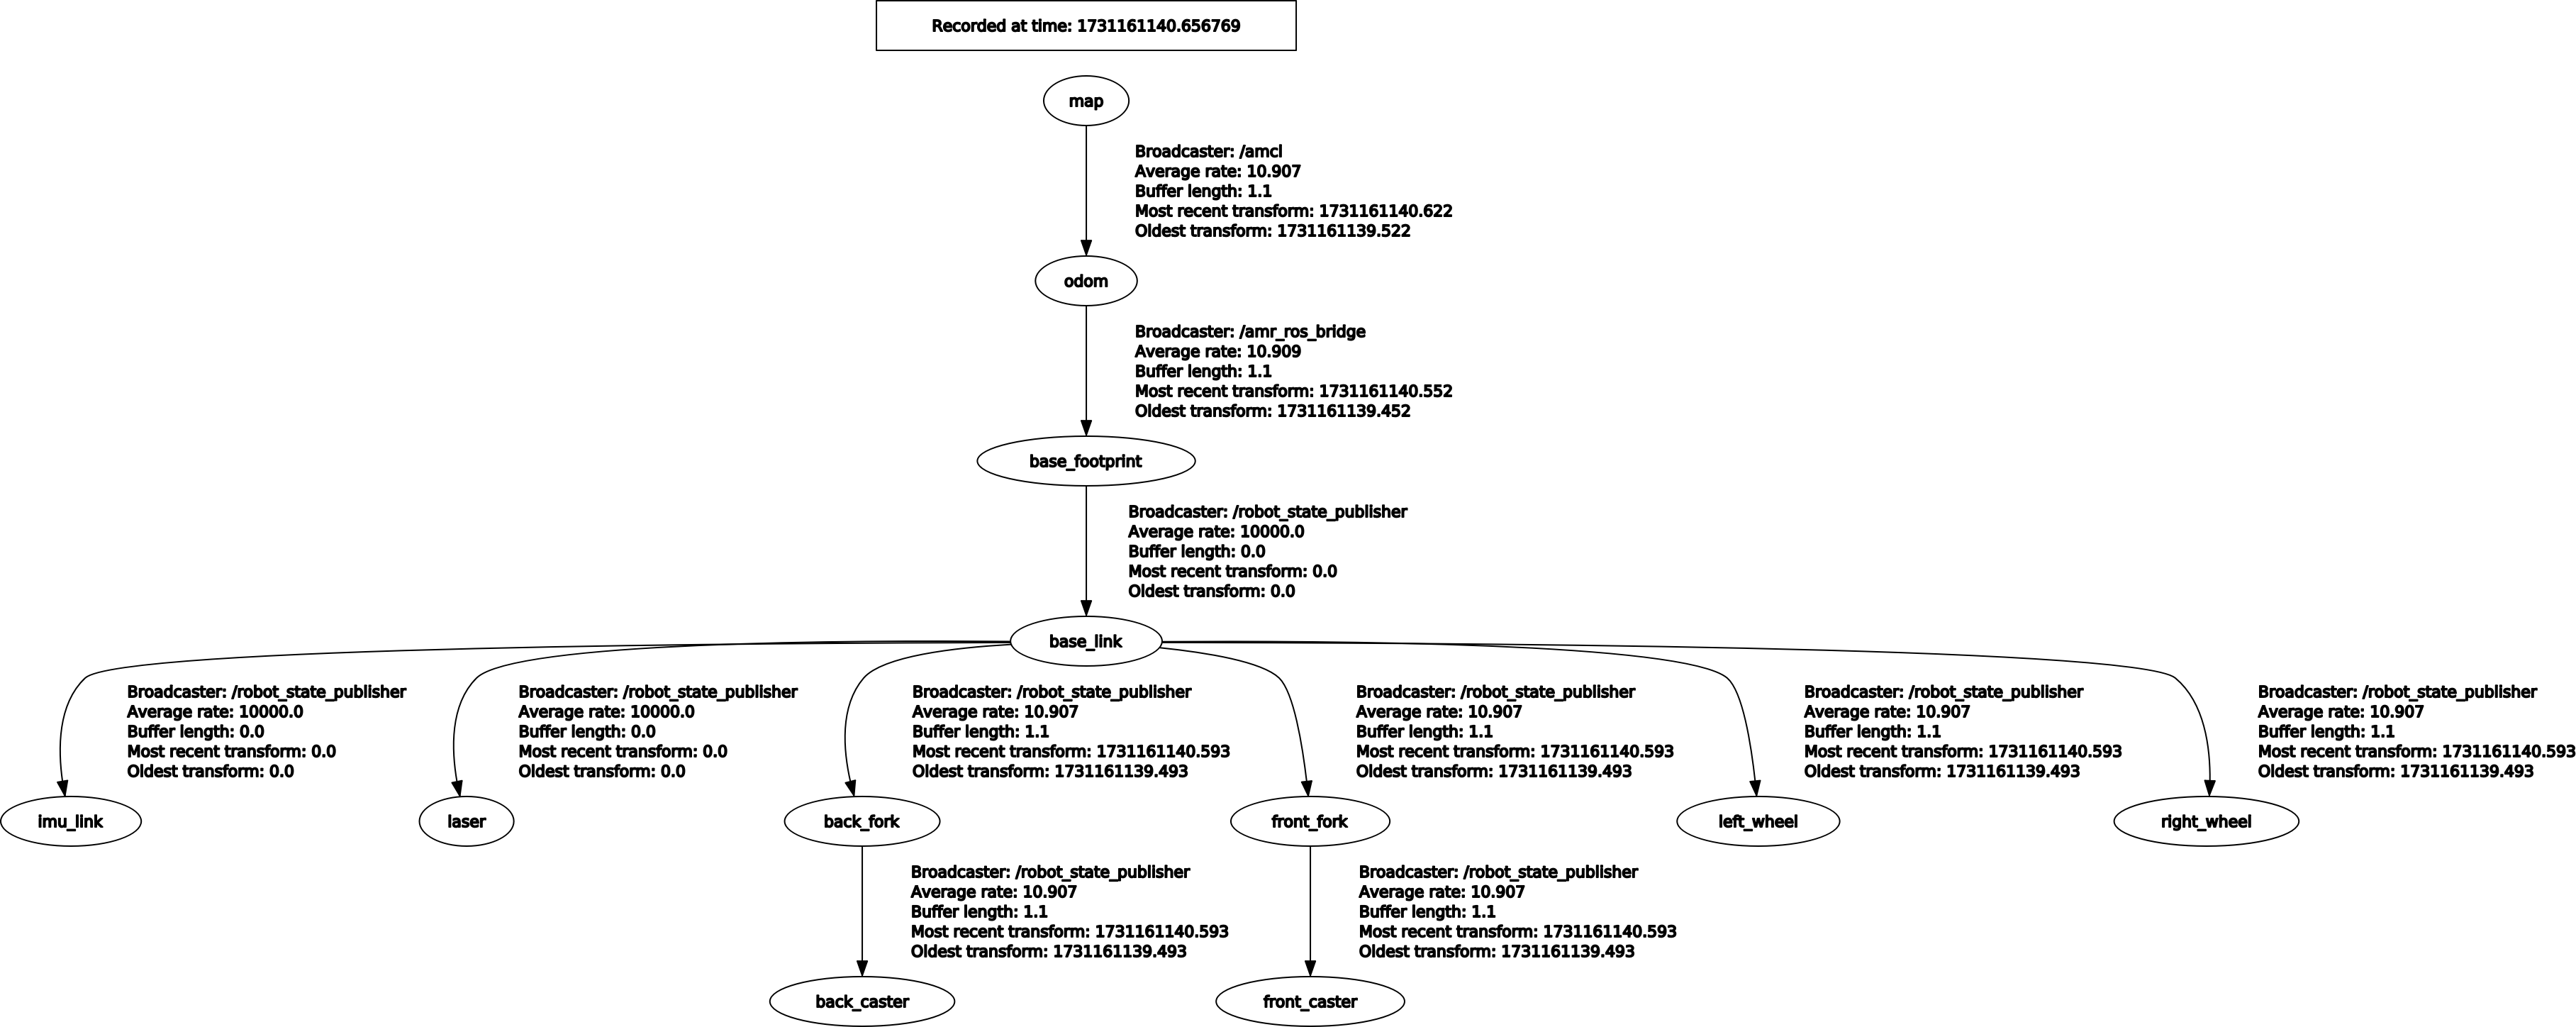 Recorded at time: 1731161140.656769
map
Broadcaster: /amcl
Average rate: 10.907
Buffer length: 1.1
Most recent transform: 1731161140.622
Oldest transform: 1731161139.522
odom
Broadcaster: /amr_ros_bridge
Average rate: 10.909
Buffer length: 1.1
Most recent transform: 1731161140.552
Oldest transform: 1731161139.452
base_footprint
Broadcaster: /robot_state_publisher
Average rate: 10000.0
Buffer length: 0.0
Most recent transform: 0.0
Oldest transform: 0.0
base_link
Broadcaster: /robot_state_publisher
Average rate: 10000.0
Buffer length: 0.0
Most recent transform: 0.0
Oldest transform: 0.0
Broadcaster: /robot_state_publisher
Average rate: 10000.0
Buffer length: 0.0
Most recent transform: 0.0
Oldest transform: 0.0
Broadcaster: /robot_state_publisher
Average rate: 10.907
Buffer length: 1.1
Most recent transform: 1731161140.593
Oldest transform: 1731161139.493
Broadcaster: /robot_state_publisher
Average rate: 10.907
Buffer length: 1.1
Most recent transform: 1731161140.593
Oldest transform: 1731161139.493
Broadcaster: /robot_state_publisher
Average rate: 10.907
Buffer length: 1.1
Most recent transform: 1731161140.593
Oldest transform: 1731161139.493
Broadcaster: /robot_state_publisher
Average rate: 10.907
Buffer length: 1.1
Most recent transform: 1731161140.593
Oldest transform: 1731161139.493
imu_link
laser
back_fork
front_fork
left_wheel
right_wheel
Broadcaster: /robot_state_publisher
Average rate: 10.907
Buffer length: 1.1
Most recent transform: 1731161140.593
Oldest transform: 1731161139.493
Broadcaster: /robot_state_publisher
Average rate: 10.907
Buffer length: 1.1
Most recent transform: 1731161140.593
Oldest transform: 1731161139.493
back_caster
front_caster